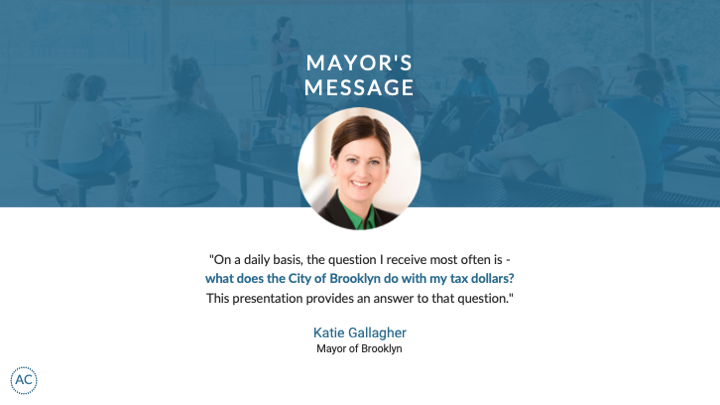 MAYOR'S
MESSAGE
"On a daily basis, the question I receive most often is -
what does the City of Brooklyn do with my tax dollars?
This presentation provides an answer to that question."
Katie Gallagher
Mayor of Brooklyn
AC